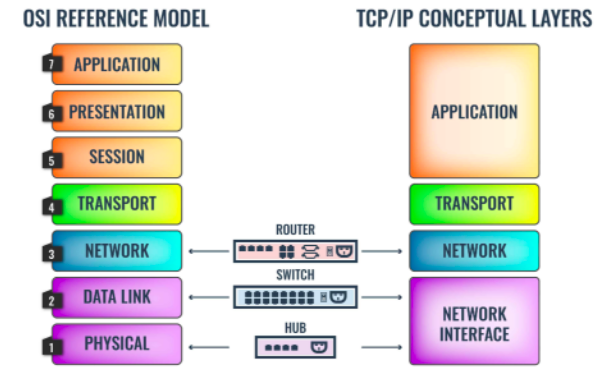 OSI REFERENCE MODEL
TCP/IP CONCEPTUAL LAYERS
7 APPLICATION
6 PRESENTATION
5 SESSION
4 TRANSPORT
3 NETWORK
2 DATA LINK
1 PHYSICAL
ROUTER
SWITCH
HUB
APPLICATION
TRANSPORT
NETWORK
NETWORK
INTERFACE